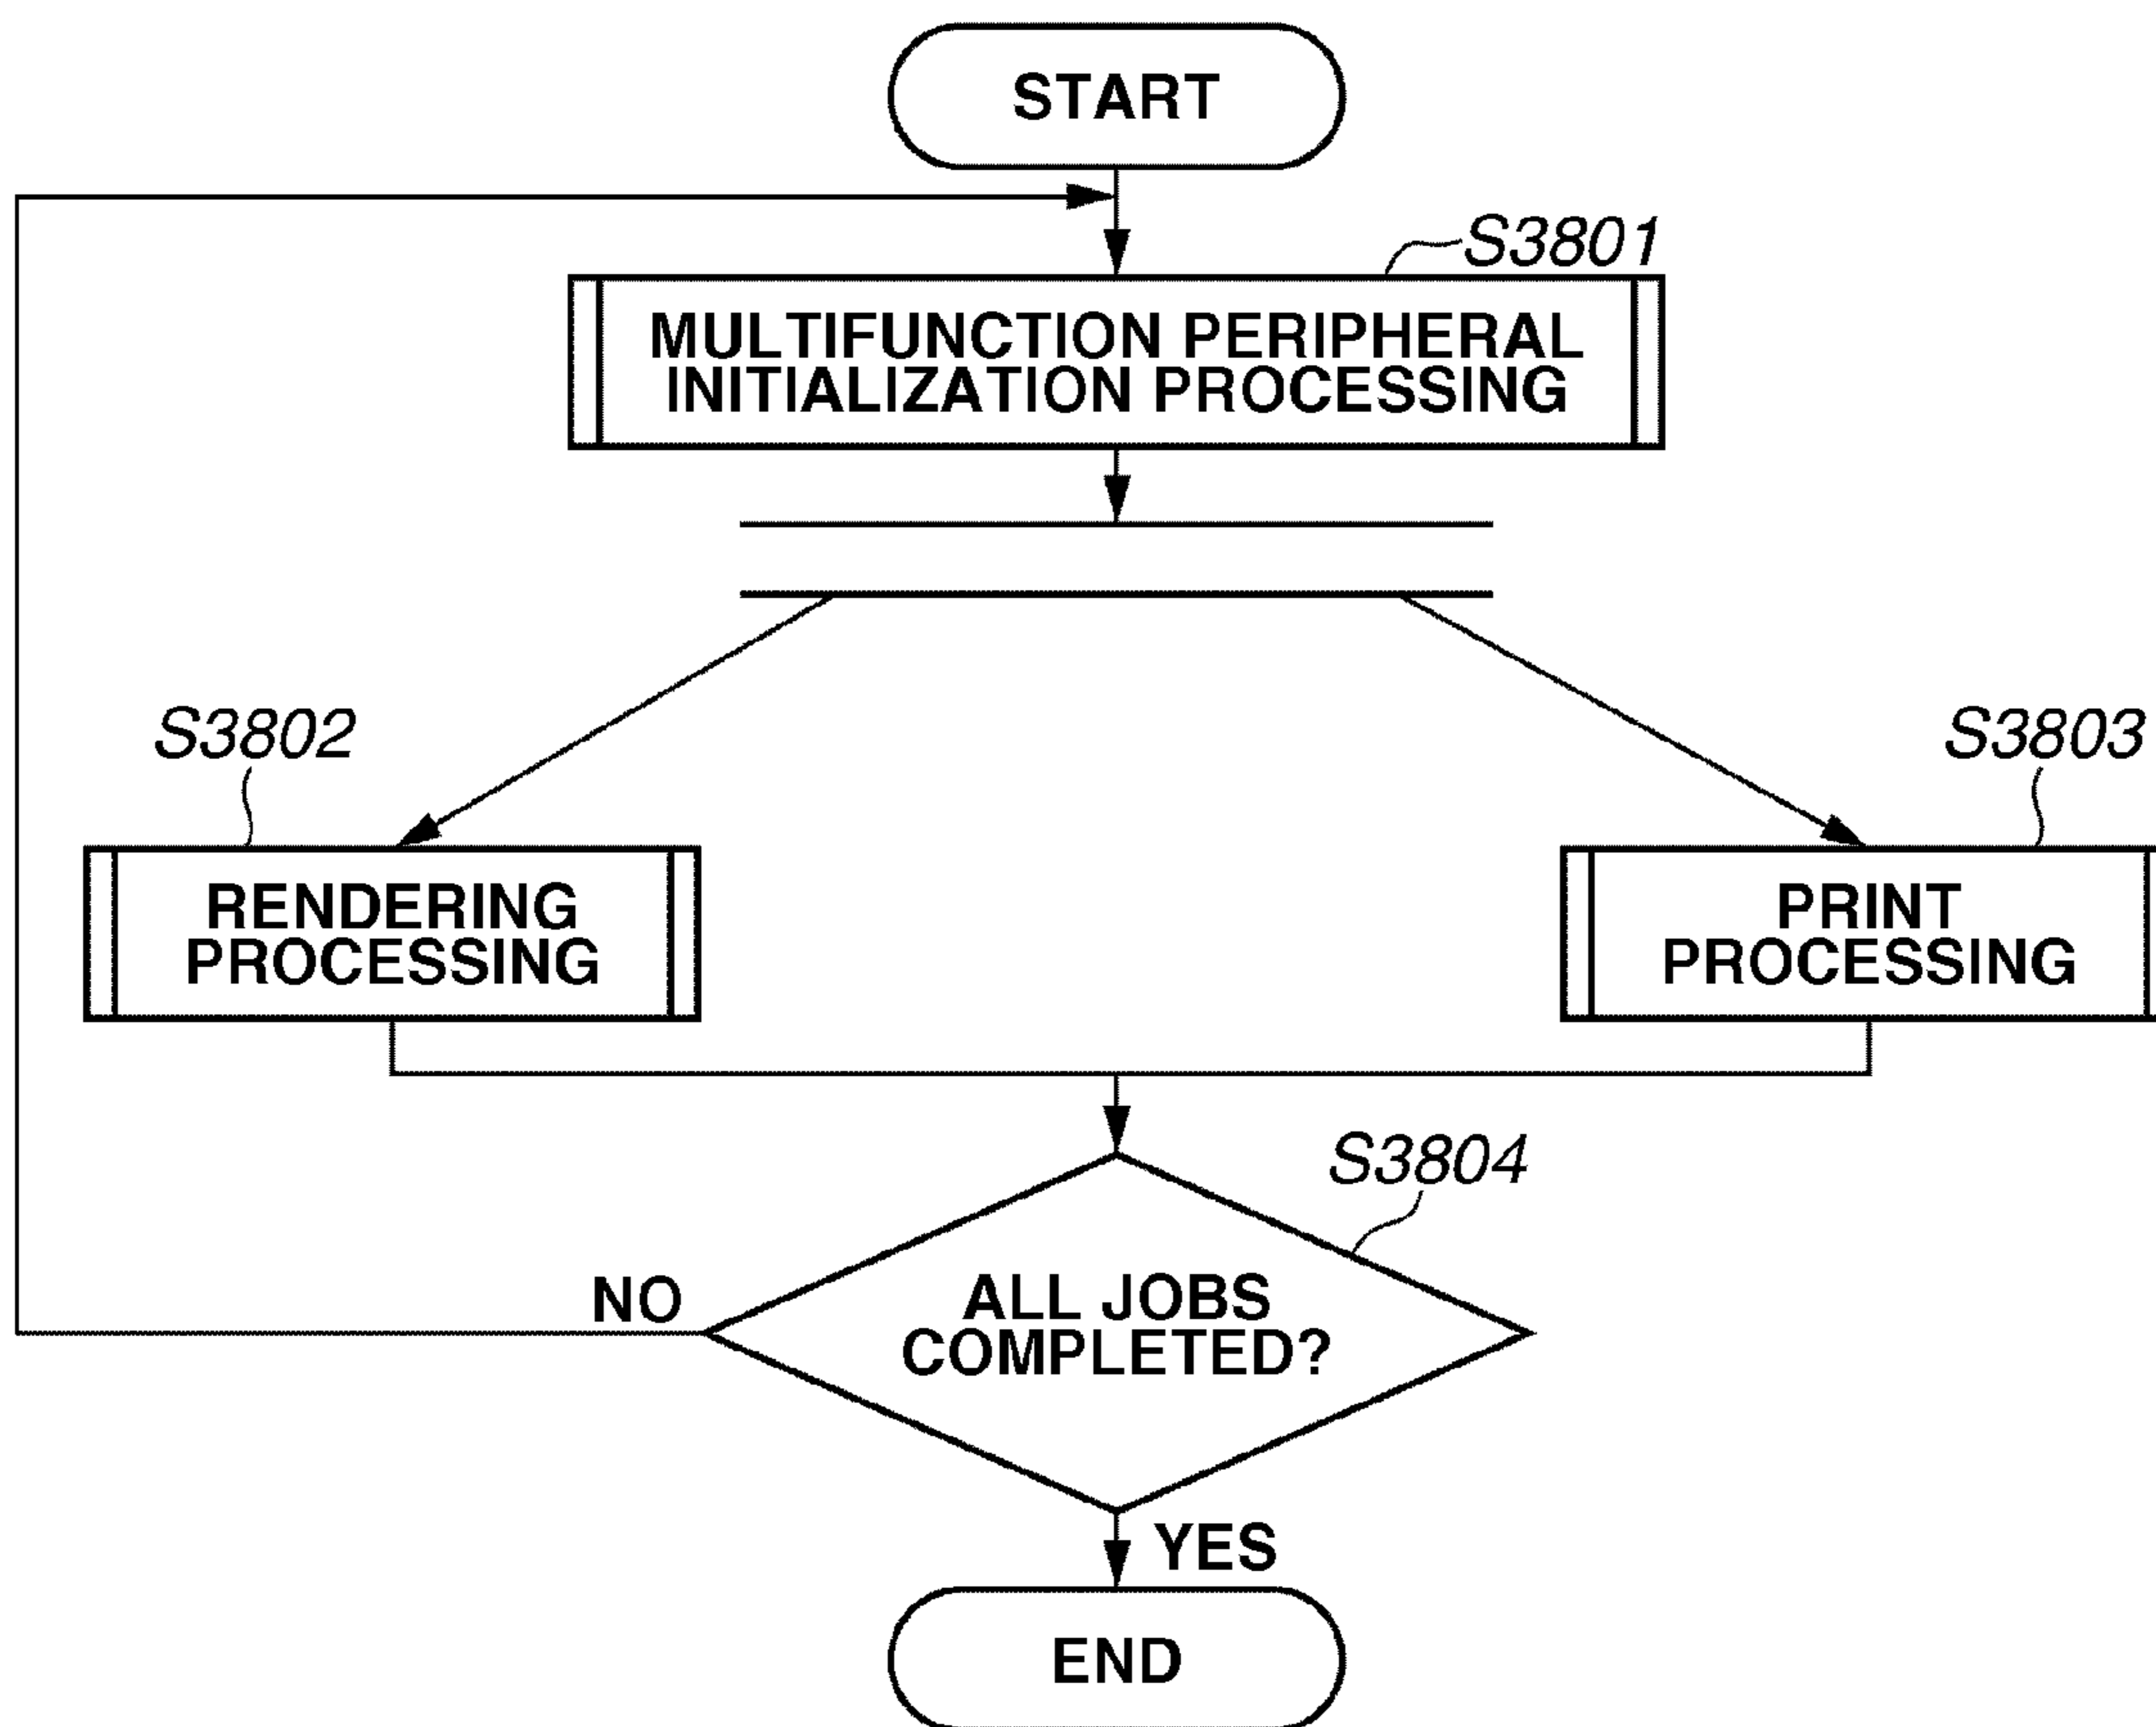 START
S3801
MULTIFUNCTION PERIPHERAL
INITIALIZATION PROCESSING
S3802
S3803
RENDERING
PROCESSING
PRINT
PROCESSING
S3804
NO
ALL JOBS
COMPLETED?
YES
END